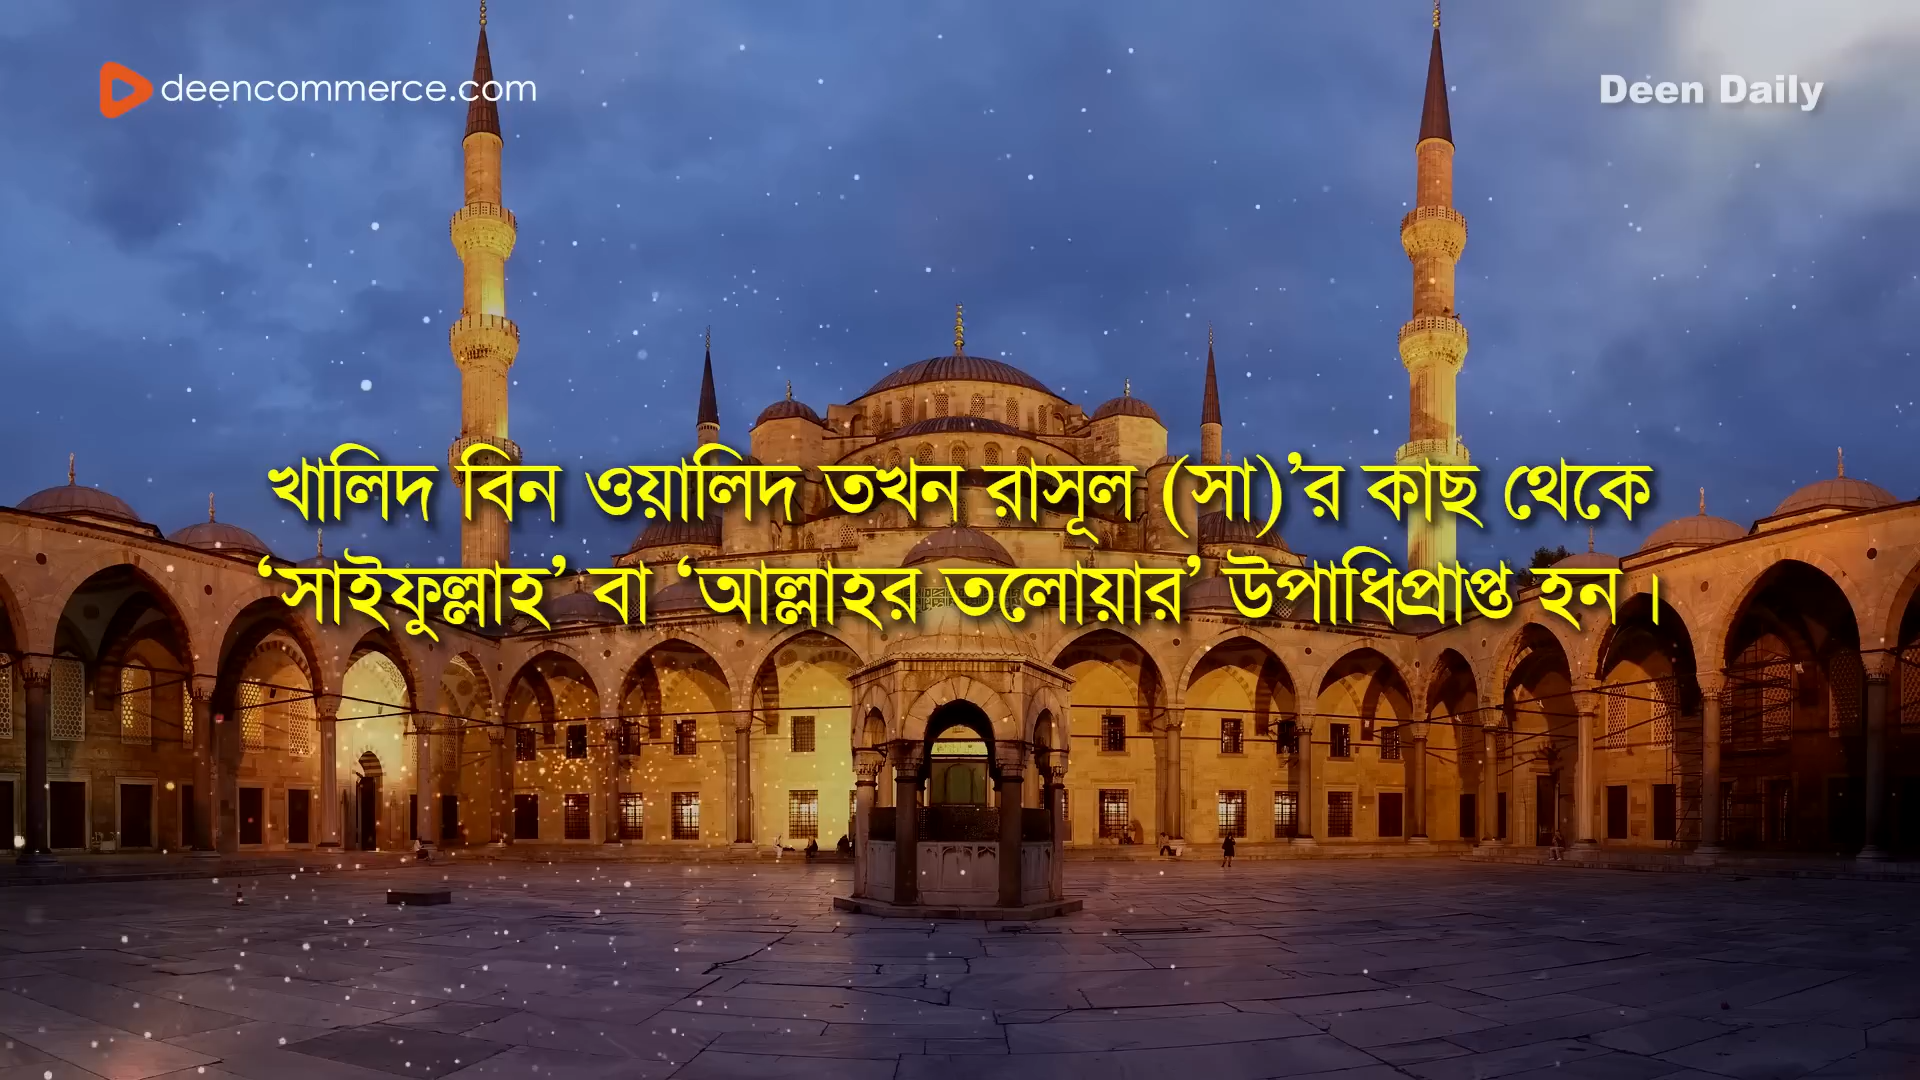 deencommerce.com
Deen Daily
খালিদ বিন ওয়ালিদ তখন রাসূল (সা)’র কাছ থেকে
‘সাইফুল্লাহ’ বা ‘আল্লাহর তলোয়ার’ উপাধিপ্রাপ্ত হন।